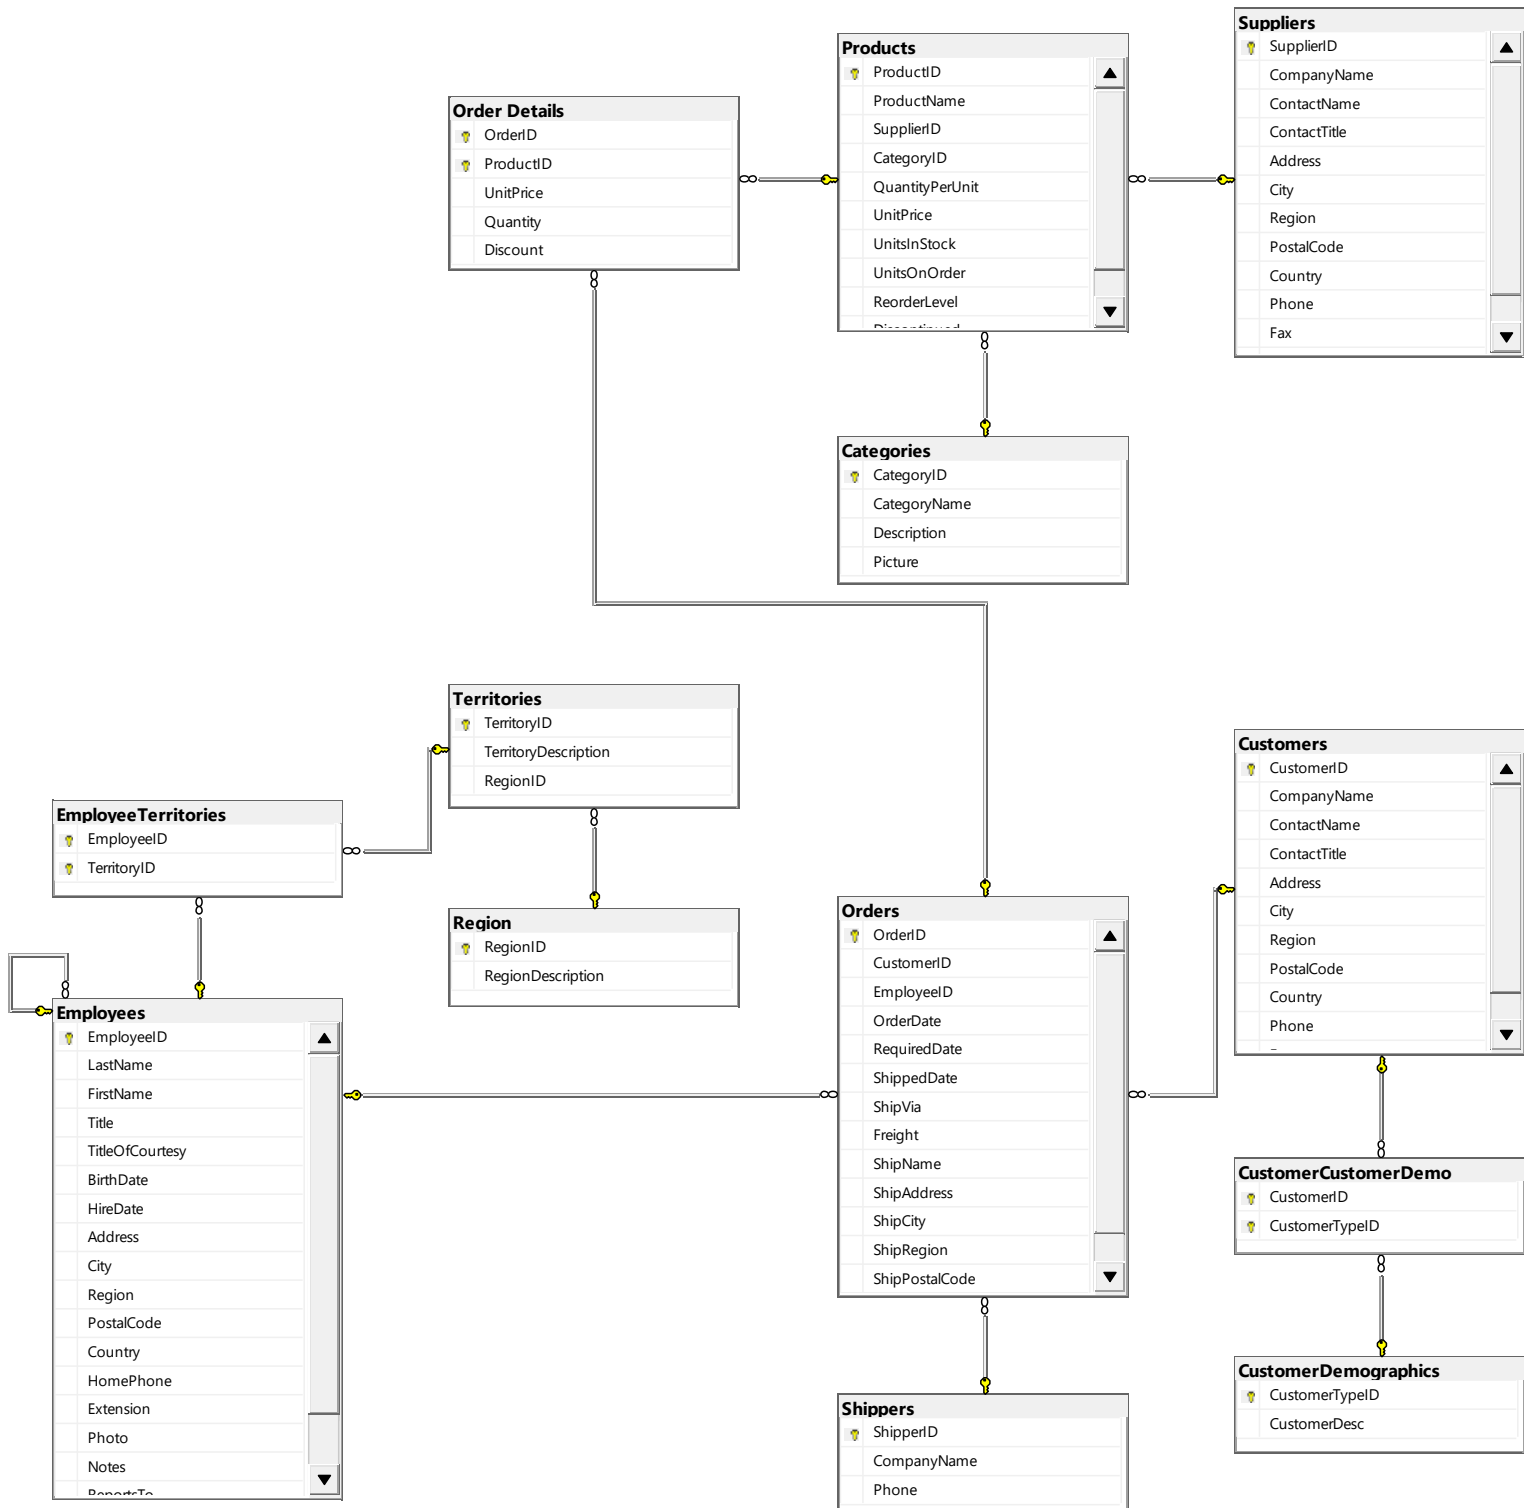 Suppliers
SupplierID
CompanyName
ContactName
ContactTitle
Address
City
Region
PostalCode
Country
Phone
Fax
Products
ProductID
ProductName
SupplierID
CategoryID
QuantityPerUnit
UnitPrice
UnitsInStock
UnitsOnOrder
ReorderLevel
Discontinued
Order Details
OrderID
ProductID
UnitPrice
Quantity
Discount
Categories
CategoryID
CategoryName
Description
Picture
Territories
TerritoryID
TerritoryDescription
RegionID
Customers
CustomerID
CompanyName
ContactName
ContactTitle
Address
City
Region
PostalCode
Country
Phone
EmployeeTerritories
EmployeeID
TerritoryID
Region
RegionID
RegionDescription
Orders
OrderID
CustomerID
EmployeeID
OrderDate
RequiredDate
ShippedDate
ShipVia
Freight
ShipName
ShipAddress
ShipCity
ShipRegion
ShipPostalCode
Employees
EmployeeID
LastName
FirstName
Title
TitleOfCourtesy
BirthDate
HireDate
Address
City
Region
PostalCode
Country
HomePhone
Extension
Photo
Notes
ReportsTo
CustomerCustomerDemo
CustomerID
CustomerTypeID
CustomerDemographics
CustomerTypeID
CustomerDesc
Shippers
ShipperID
CompanyName
Phone